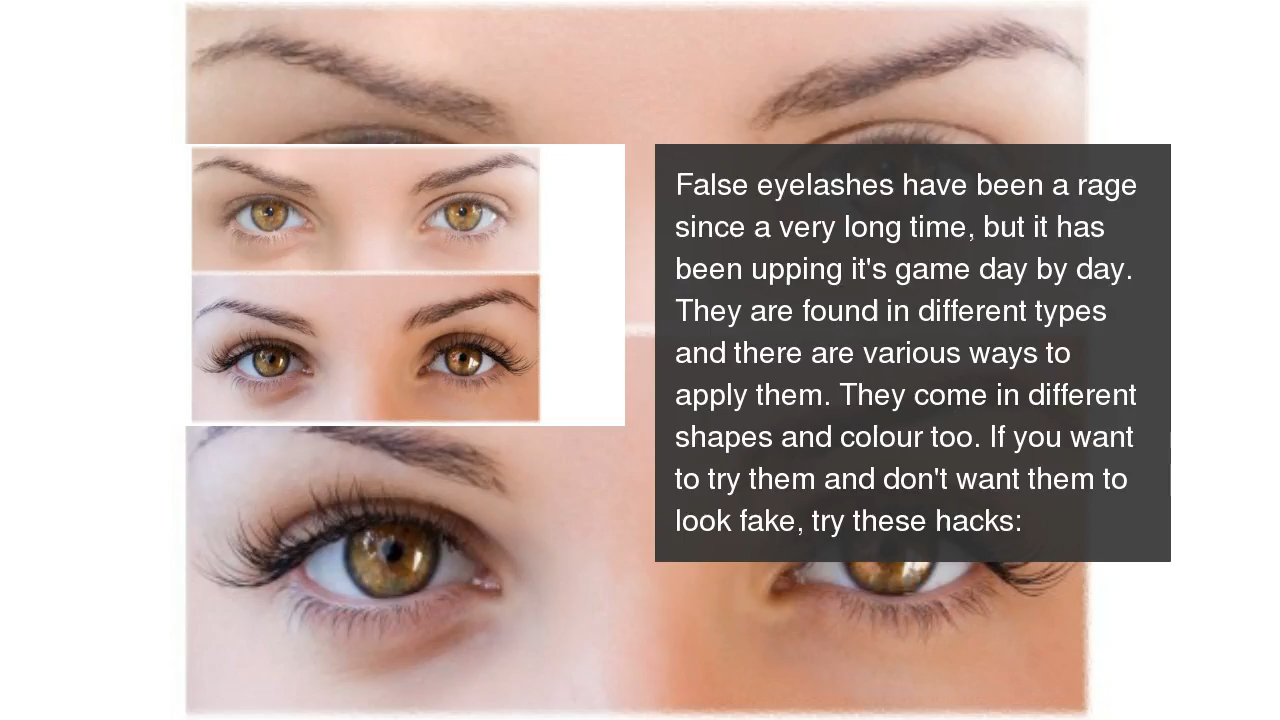 False eyelashes have been a rage
since a very long time, but it has
been upping it's game day by day.
They are found in different types
and there are various ways to
apply them. They come in different
shapes and colour too. If you want
to try them and don't want them to
look fake, try these hacks: